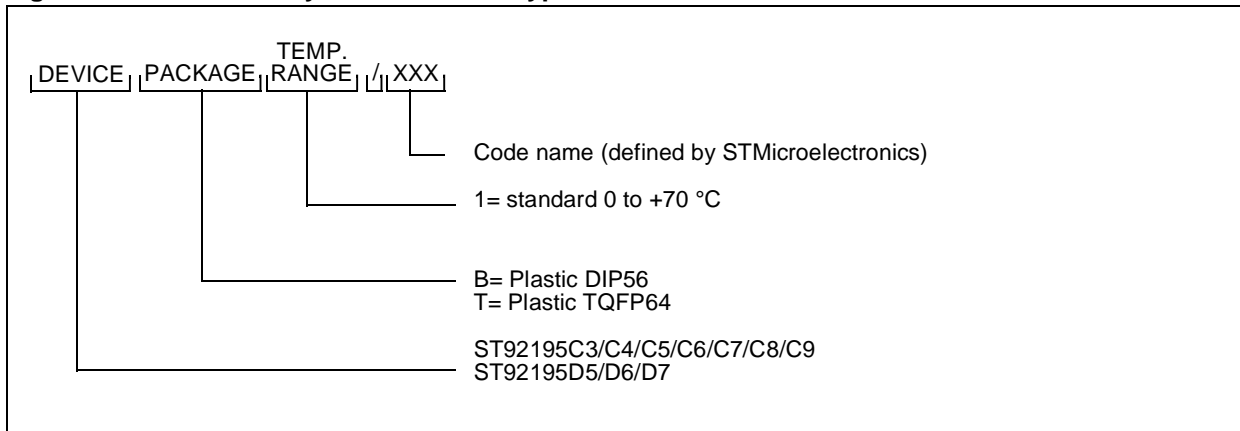 TEMP.
DEVICE PACKAGE RANGE / XXX
Code name (defined by STMicroelectronics)
1= standard 0 to +70 °C
B= Plastic DIP56
T= Plastic TQFP64
ST92195C3/C4/C5/C6/C7/C8/C9
ST92195D5/D6/D7